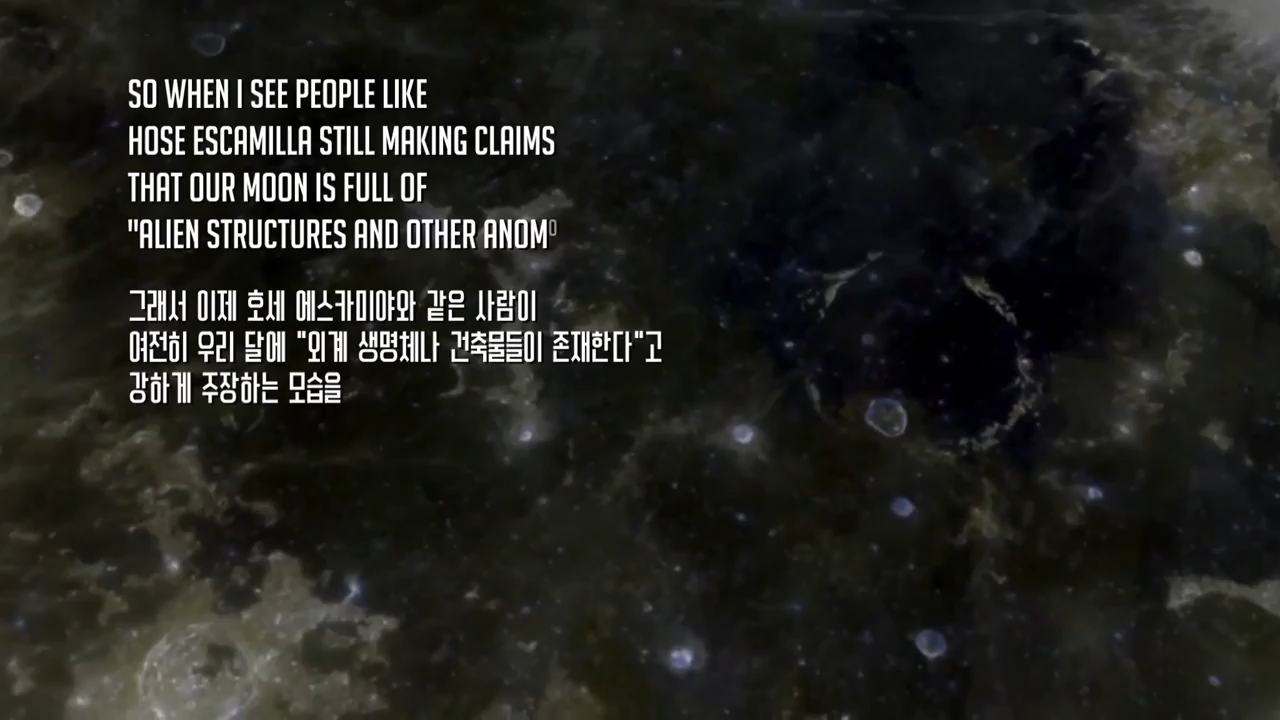 SO WHEN I SEE PEOPLE LIKE
HOSE ESCAMILLA STILL MAKING CLAIMS
THAT OUR MOON IS FULL OF
"ALIEN STRUCTURES AND OTHER ANOM
그래서 이제 호세 에스카미야와 같은 사람이
여전히 우리 달에 "외계 생명체나 건축물들이 존재한다"고
강하게 주장하는 모습을